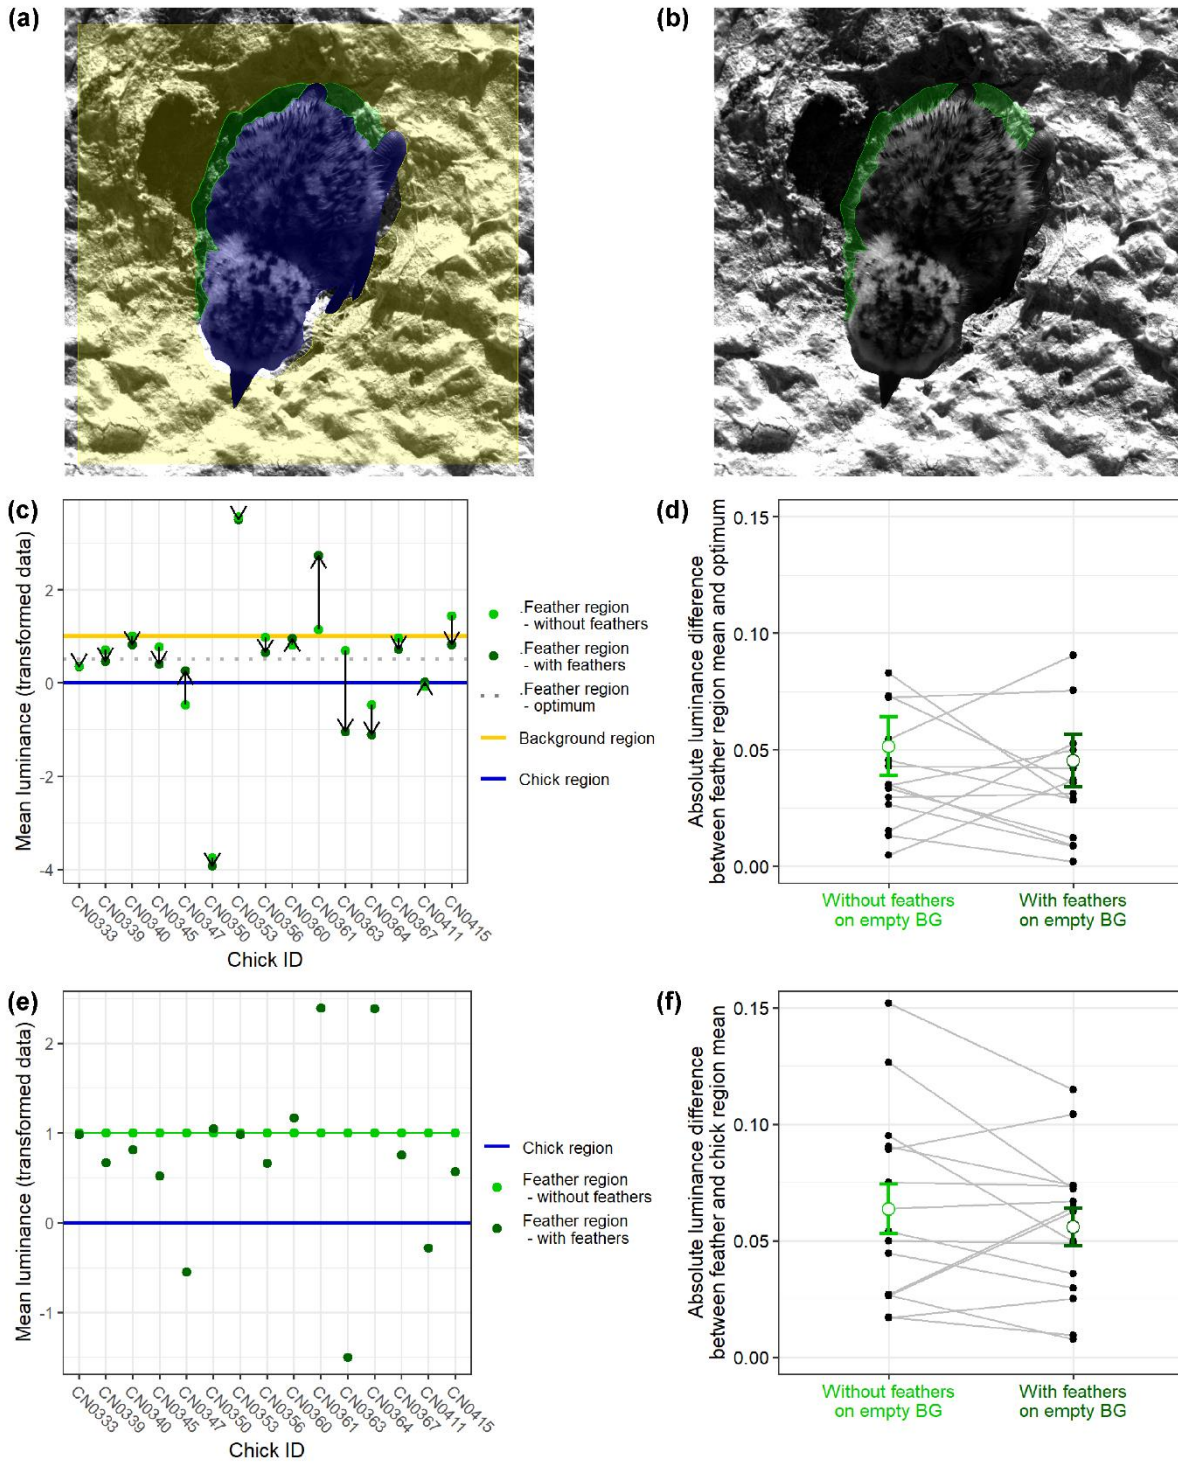 (a)
(b)
(c)
Mean luminance (transformed data)
2
0
-2
-4
CN0333
CN0339
CN0340
CN0345
CN0347
CN0350
CN0353
CN0356
CN0360
CN0361
CN0363
CN0364
CN0367
CN0411
CN0415
Chick ID
.Feather region
- without feathers
.Feather region
- with feathers
.Feather region
- optimum
Background region
Chick region
(d)
Absolute luminance difference
between feather region mean and optimum
0.15
0.10
0.05
0.00
Without feathers
on empty BG
With feathers
on empty BG
(e)
Mean luminance (transformed data)
2
1
0
-1
CN0333
CN0339
CN0340
CN0345
CN0347
CN0350
CN0353
CN0356
CN0360
CN0361
CN0363
CN0364
CN0367
CN0411
CN0415
Chick ID
Chick region
Feather region
- without feathers
Feather region
- with feathers
(f)
Absolute luminance difference
between feather and chick region mean
0.15
0.10
0.05
0.00
Without feathers
on empty BG
With feathers
on empty BG